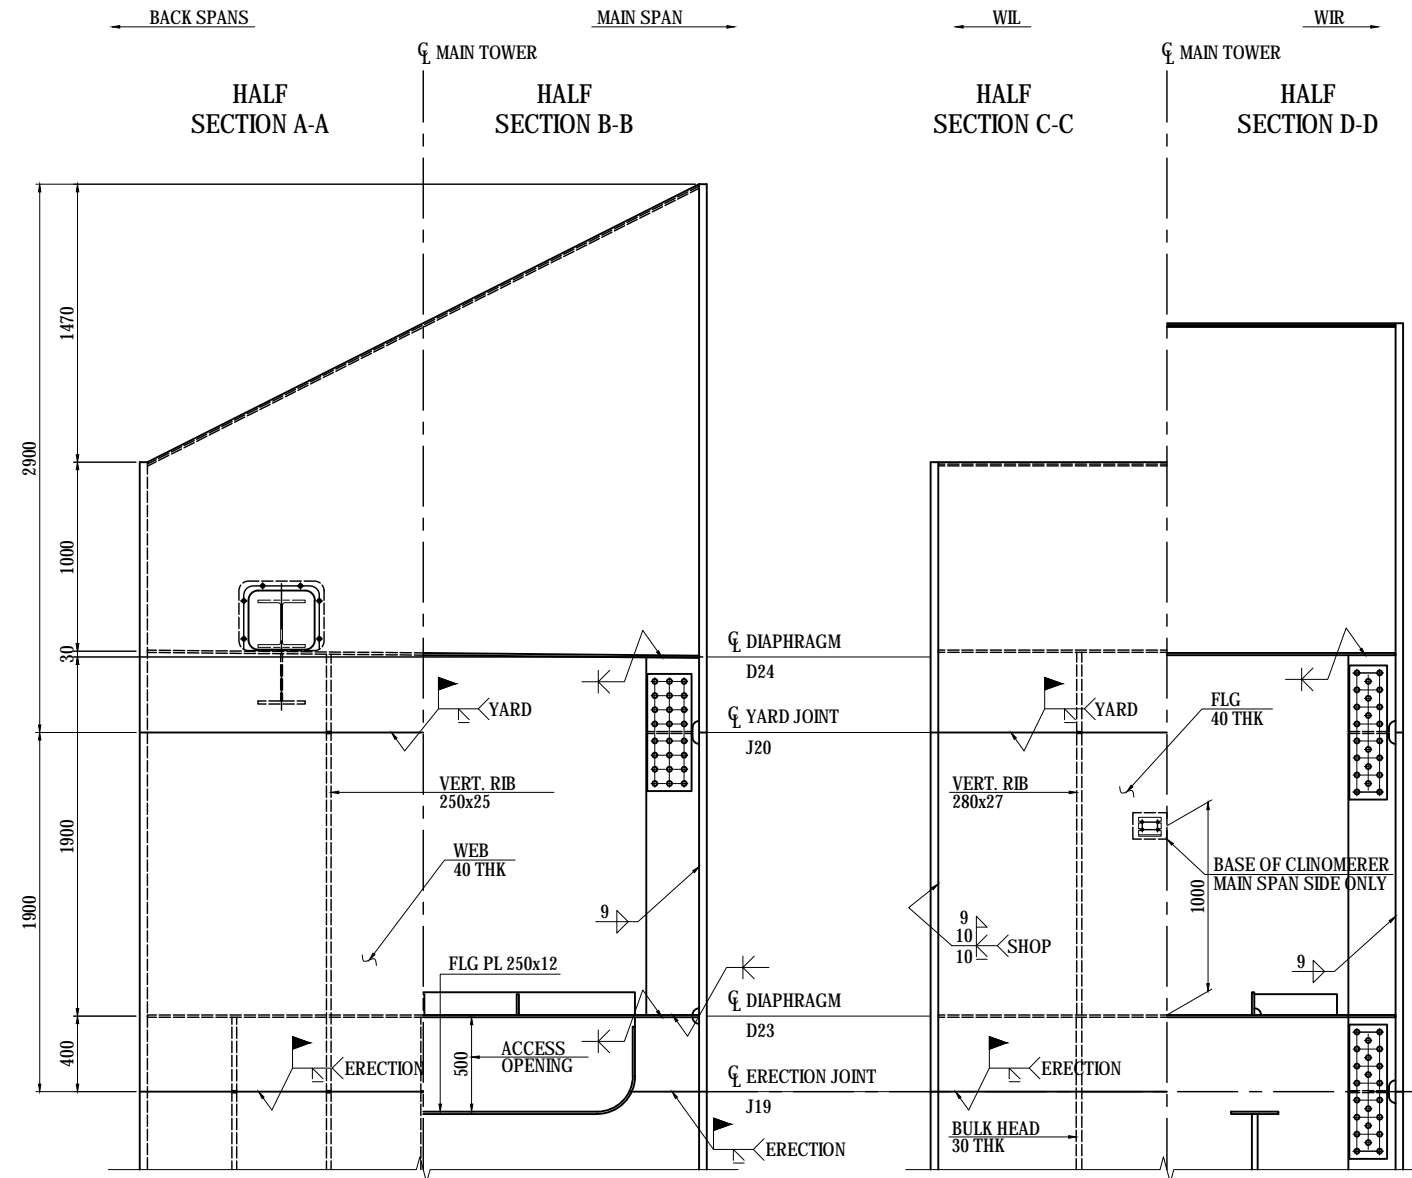 BACK SPANS
MAIN SPAN
WIL
WIR
℄ MAIN TOWER
℄ MAIN TOWER
HALF
SECTION A-A
HALF
SECTION B-B
HALF
SECTION C-C
HALF
SECTION D-D
1470
2900
1000
30
℄ DIAPHRAGM
D24
YARD
℄ YARD JOINT
J20
YARD
FLG
40 THK
VERT. RIB
250x25
VERT. RIB
280x27
1900
WEB
40 THK
BASE OF CLINOMERER
MAIN SPAN SIDE ONLY
1000
1900
9
9
10
10
SHOP
9
FLG PL 250x12
℄ DIAPHRAGM
D23
400
500
ACCESS
OPENING
ERECTION
℄ ERECTION JOINT
J19
ERECTION
ERECTION
BULK HEAD
30 THK